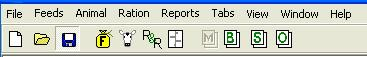 File Feeds Animal Ration Reports Tabs View Window Help
F R R M B S O